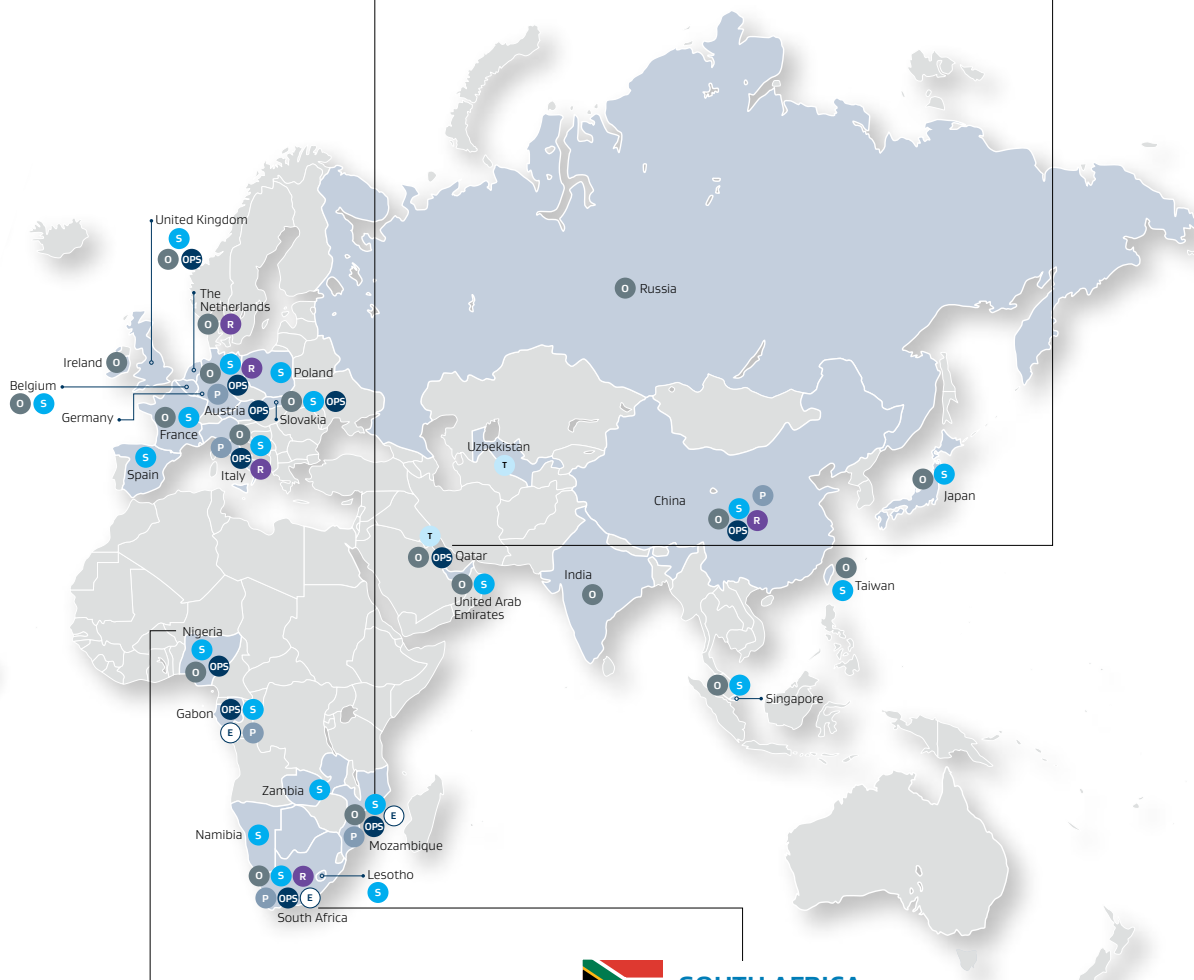 United Kingdom
S
O OPS
The
Netherlands
O R
Ireland O
Belgium
O S
Germany
O S R
OPS
P
S Poland
Austria OPS
O S OPS
Slovakia
O S
France
S
Spain
O
P S
OPS
Italy R
O Russia
Uzbekistan
T
China
P
S
O R
OPS
O S
Japan
T
O OPS Qatar
O S
United Arab
Emirates
India
O
O
S Taiwan
O S
Singapore
Nigeria
S
O OPS
Gabon OPS S
E P
Zambia S
S
O E
OPS
P
Mozambique
Namibia S
O S R
P OPS E
South Africa
Lesotho
S
SOUTH AFRICA